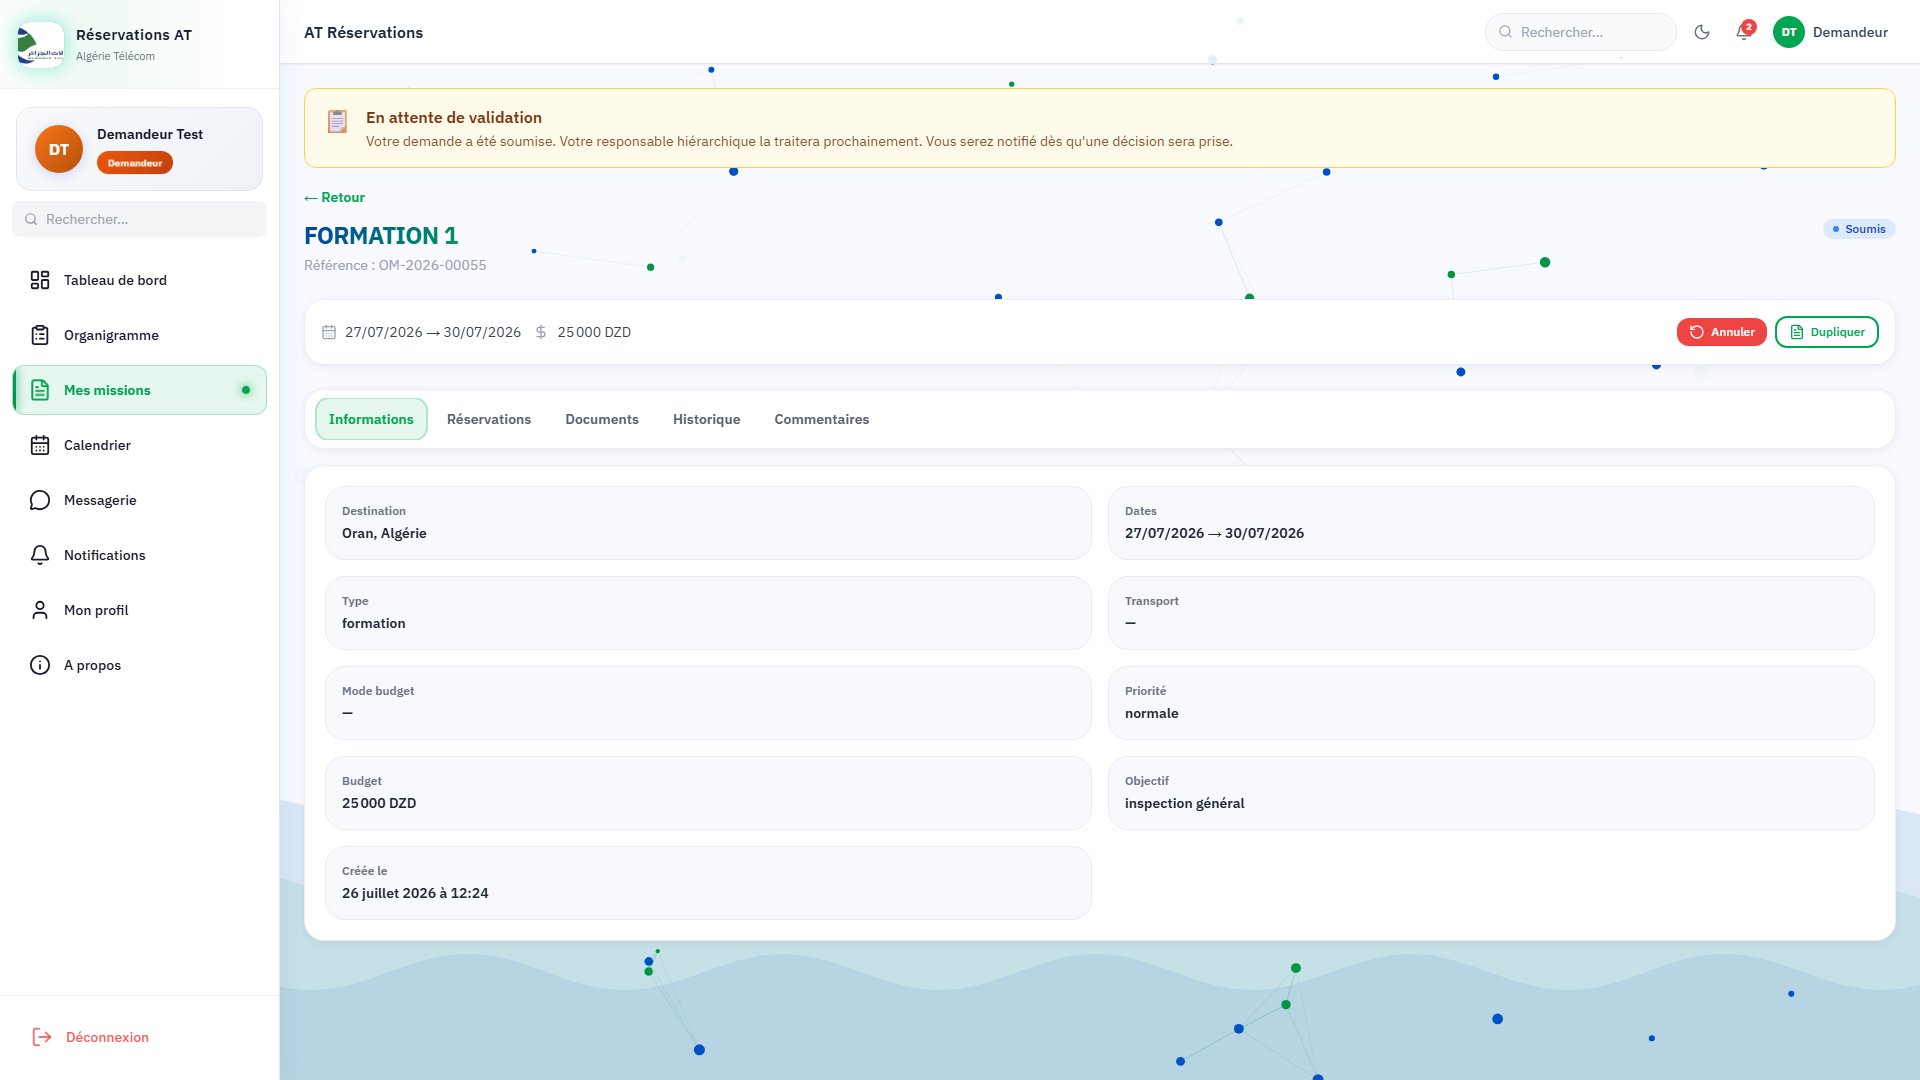 Réservations AT
Algérie Télécom
DT
Demandeur Test
Demandeur
Rechercher...
Tableau de bord
Organigramme
Mes missions
Calendrier
Messagerie
Notifications
Mon profil
A propos
Déconnexion
AT Réservations
Rechercher...
2
DT
Demandeur
En attente de validation
Votre demande a été soumise. Votre responsable hiérarchique la traitera prochainement. Vous serez notifié dès qu'une décision sera prise.
← Retour
FORMATION 1
Référence : OM-2026-00055
Soumis
27/07/2026 → 30/07/2026
25 000 DZD
Annuler
Dupliquer
Informations
Réservations
Documents
Historique
Commentaires
Destination
Oran, Algérie
Dates
27/07/2026 → 30/07/2026
Type
formation
Transport
—
Mode budget
—
Priorité
normale
Budget
25 000 DZD
Objectif
inspection général
Créée le
26 juillet 2026 à 12:24